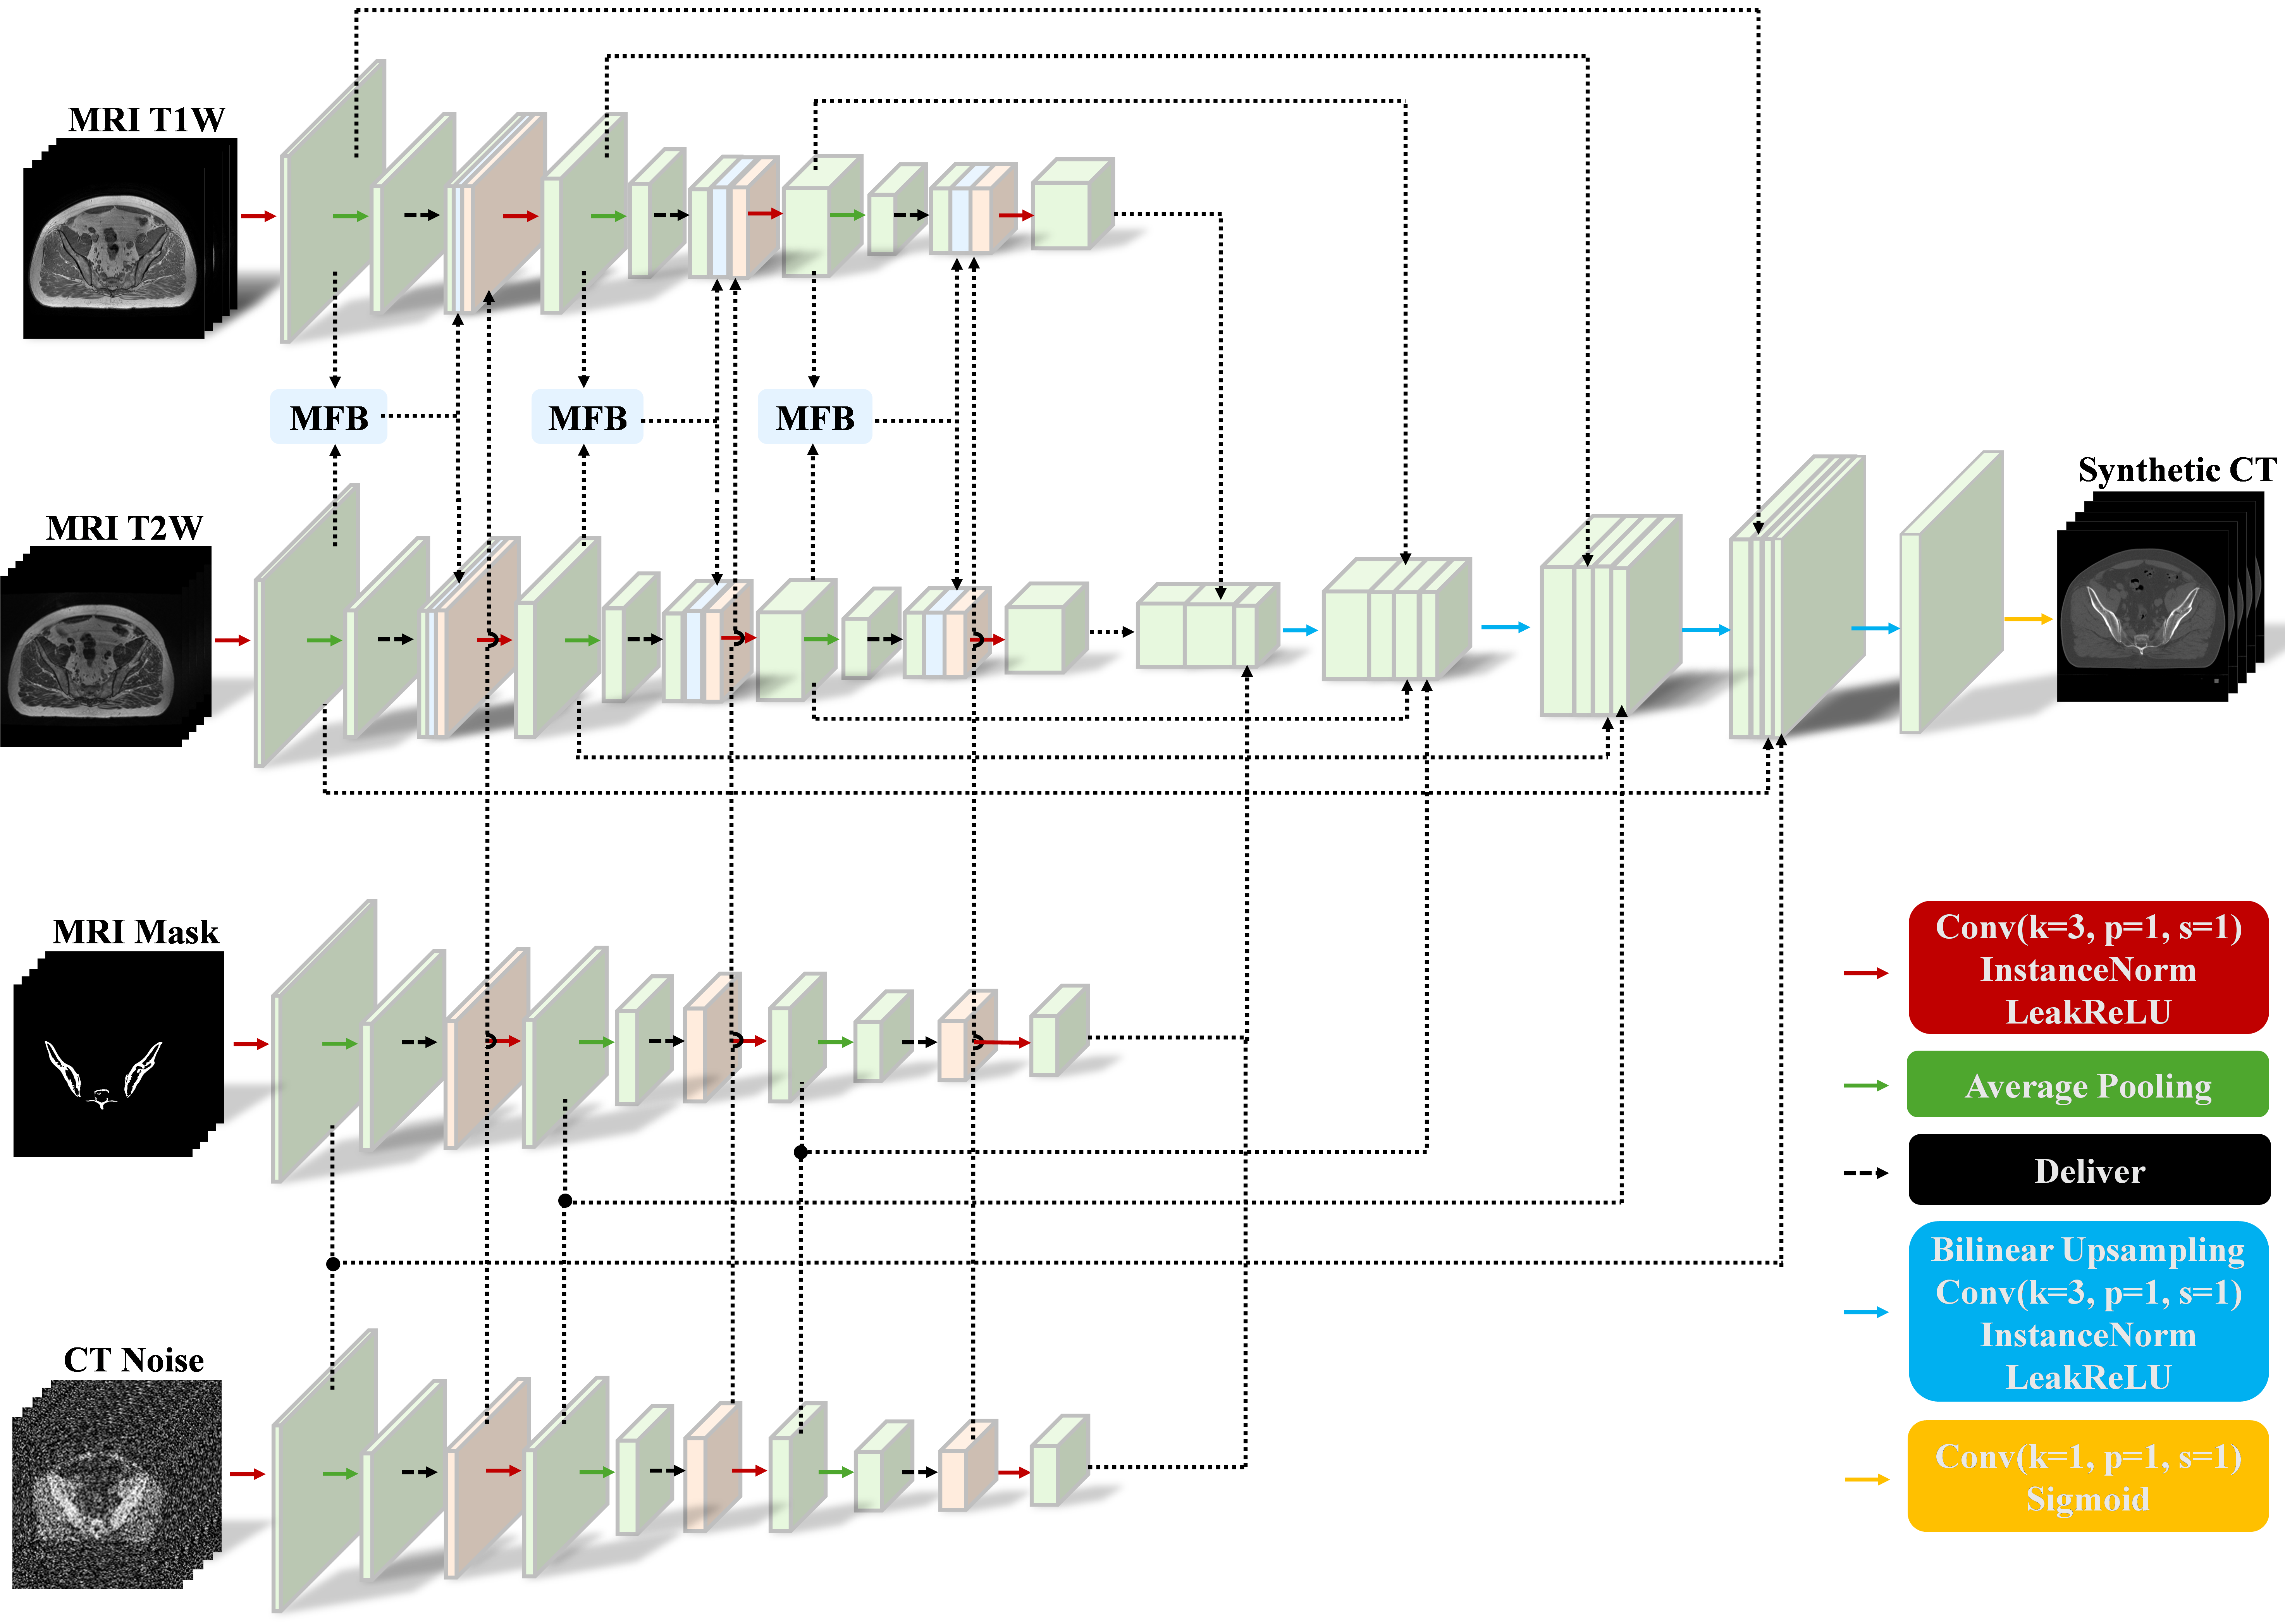 MRI T1W
MFB
MFB
MFB
Synthetic CT
MRI T2W
MRI Mask
Conv(k=3, p=1, s=1)
InstanceNorm
LeakReLU
Average Pooling
Deliver
Bilinear Upsampling
Conv(k=3, p=1, s=1)
InstanceNorm
LeakReLU
CT Noise
Conv(k=1, p=1, s=1)
Sigmoid